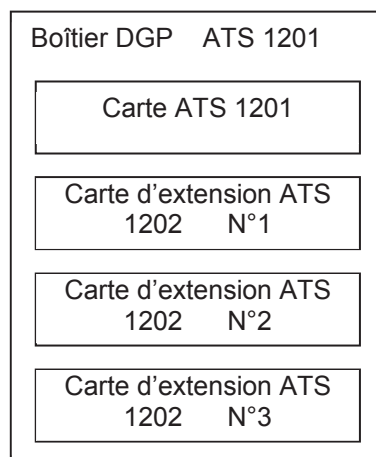 Boîtier DGP ATS 1201
Carte ATS 1201
Carte d'extension ATS
1202 N°1
Carte d'extension ATS
1202 N°2
Carte d'extension ATS
1202 N°3